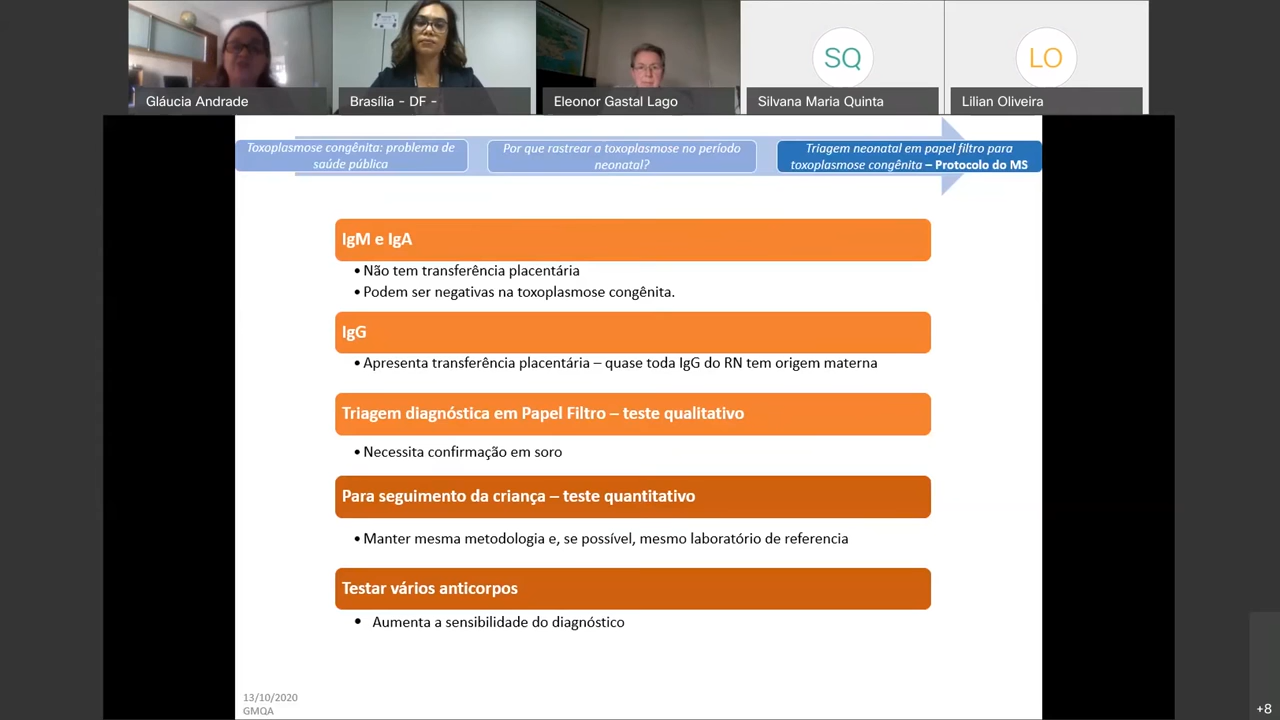 SQ
LO
Gláucia Andrade
Brasília - DF -
Eleonor Gastal Lago
Silvana Maria Quinta
Lilian Oliveira
Toxoplasmose congênita: problema de
saúde pública
Por que rastrear a toxoplasmose no período
neonatal?
Triagem neonatal em papel filtro para
toxoplasmose congênita – Protocolo do MS
IgM e IgA
• Não tem transferência placentária
• Podem ser negativas na toxoplasmose congênita.
IgG
• Apresenta transferência placentária – quase toda IgG do RN tem origem materna
Triagem diagnóstica em Papel Filtro – teste qualitativo
• Necessita confirmação em soro
Para seguimento da criança – teste quantitativo
• Manter mesma metodologia e, se possível, mesmo laboratório de referencia
Testar vários anticorpos
• Aumenta a sensibilidade do diagnóstico
13/10/2020
GMQA
+8